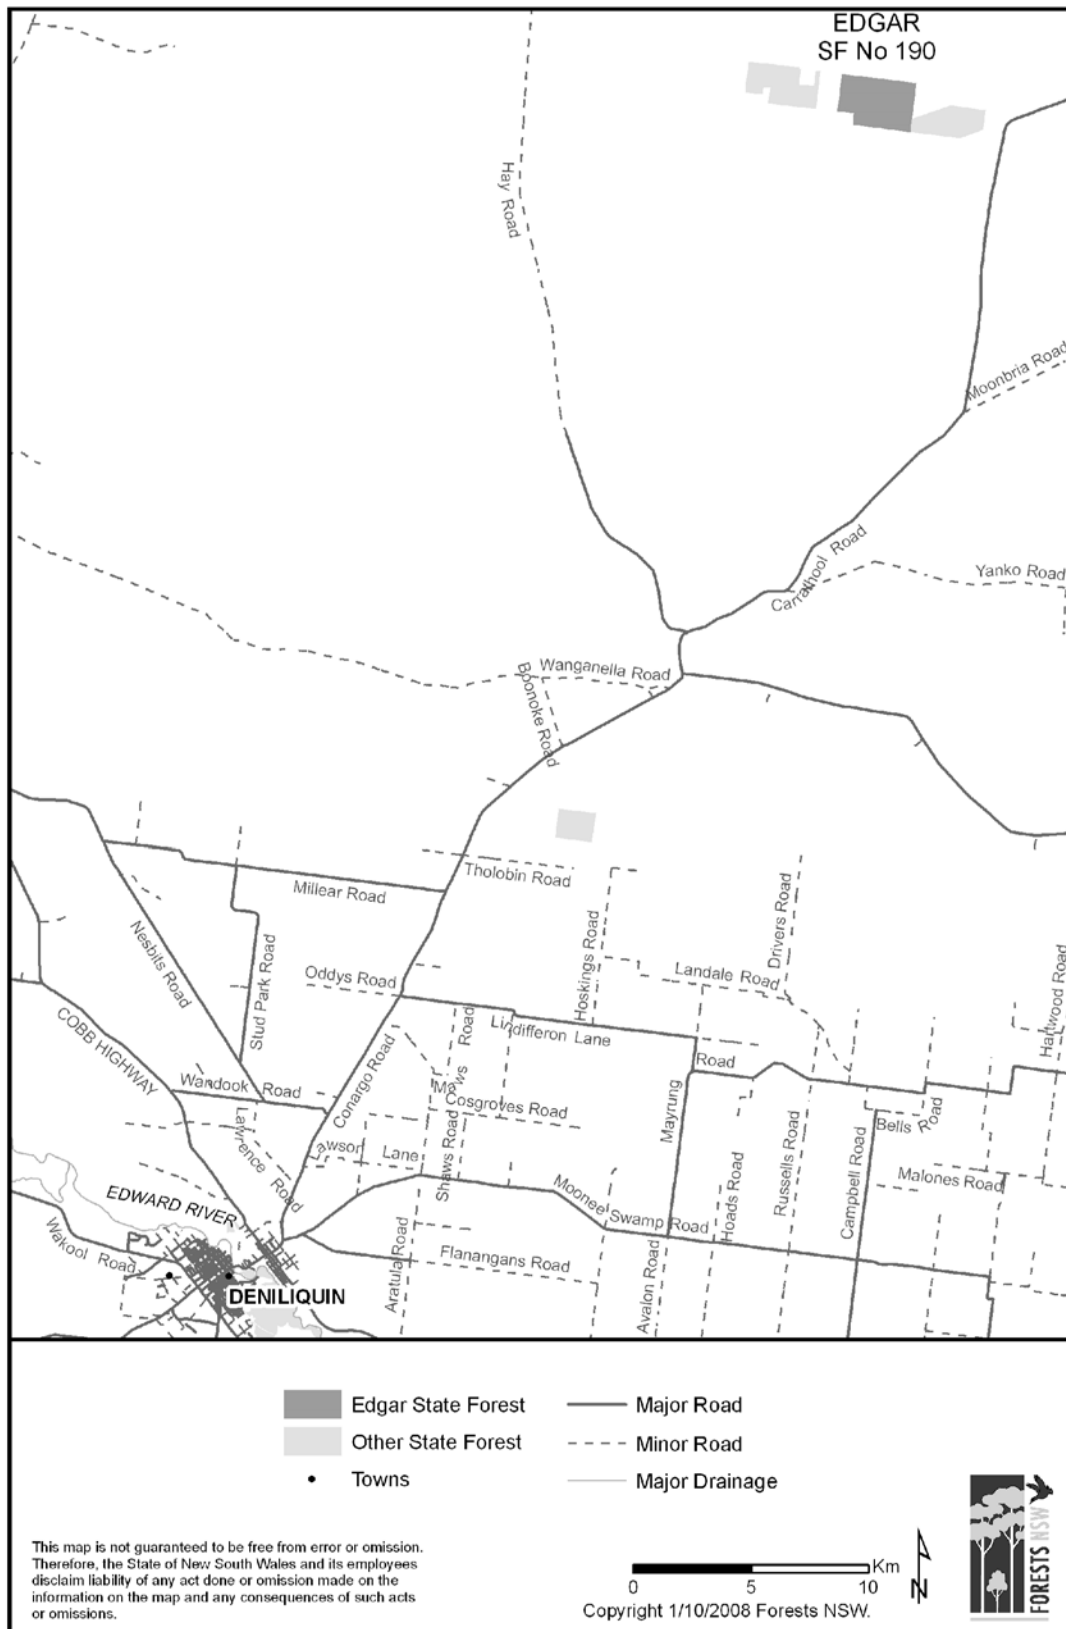 EDGAR
SF No 190
Hay Road
Moonbria Road
Carrathool Road
Yanko Road
Wanganella Road
Boonoke Road
Tholobin Road
Millear Road
Nesbits Road
Stud Park Road
Oddys Road
Hoskings Road
Drivers Road
Landale Road
Hartwood Road
Lindifferon Lane
COBB HIGHWAY
Wandook Road
Conargo Road
Mews Road
Cosgroves Road
Mayrung
Road
Bells Road
Lawrence Road
Lawson Lane
Shaws Road
Hoads Road
Russells Road
Campbell Road
Malones Road
EDWARD RIVER
Moonee Swamp Road
Wakool Road
Aratula Road
Flanangans Road
Avalon Road
DENILIQUIN
Edgar State Forest
Major Road
Other State Forest
Minor Road
Towns
Major Drainage
This map is not guaranteed to be free from error or omission.
Therefore, the State of New South Wales and its employees
disclaim liability of any act done or omission made on the
information on the map and any consequences of such acts
or omissions.
Km
0 5 10
Copyright 1/10/2008 Forests NSW.
N
FORESTS NSW